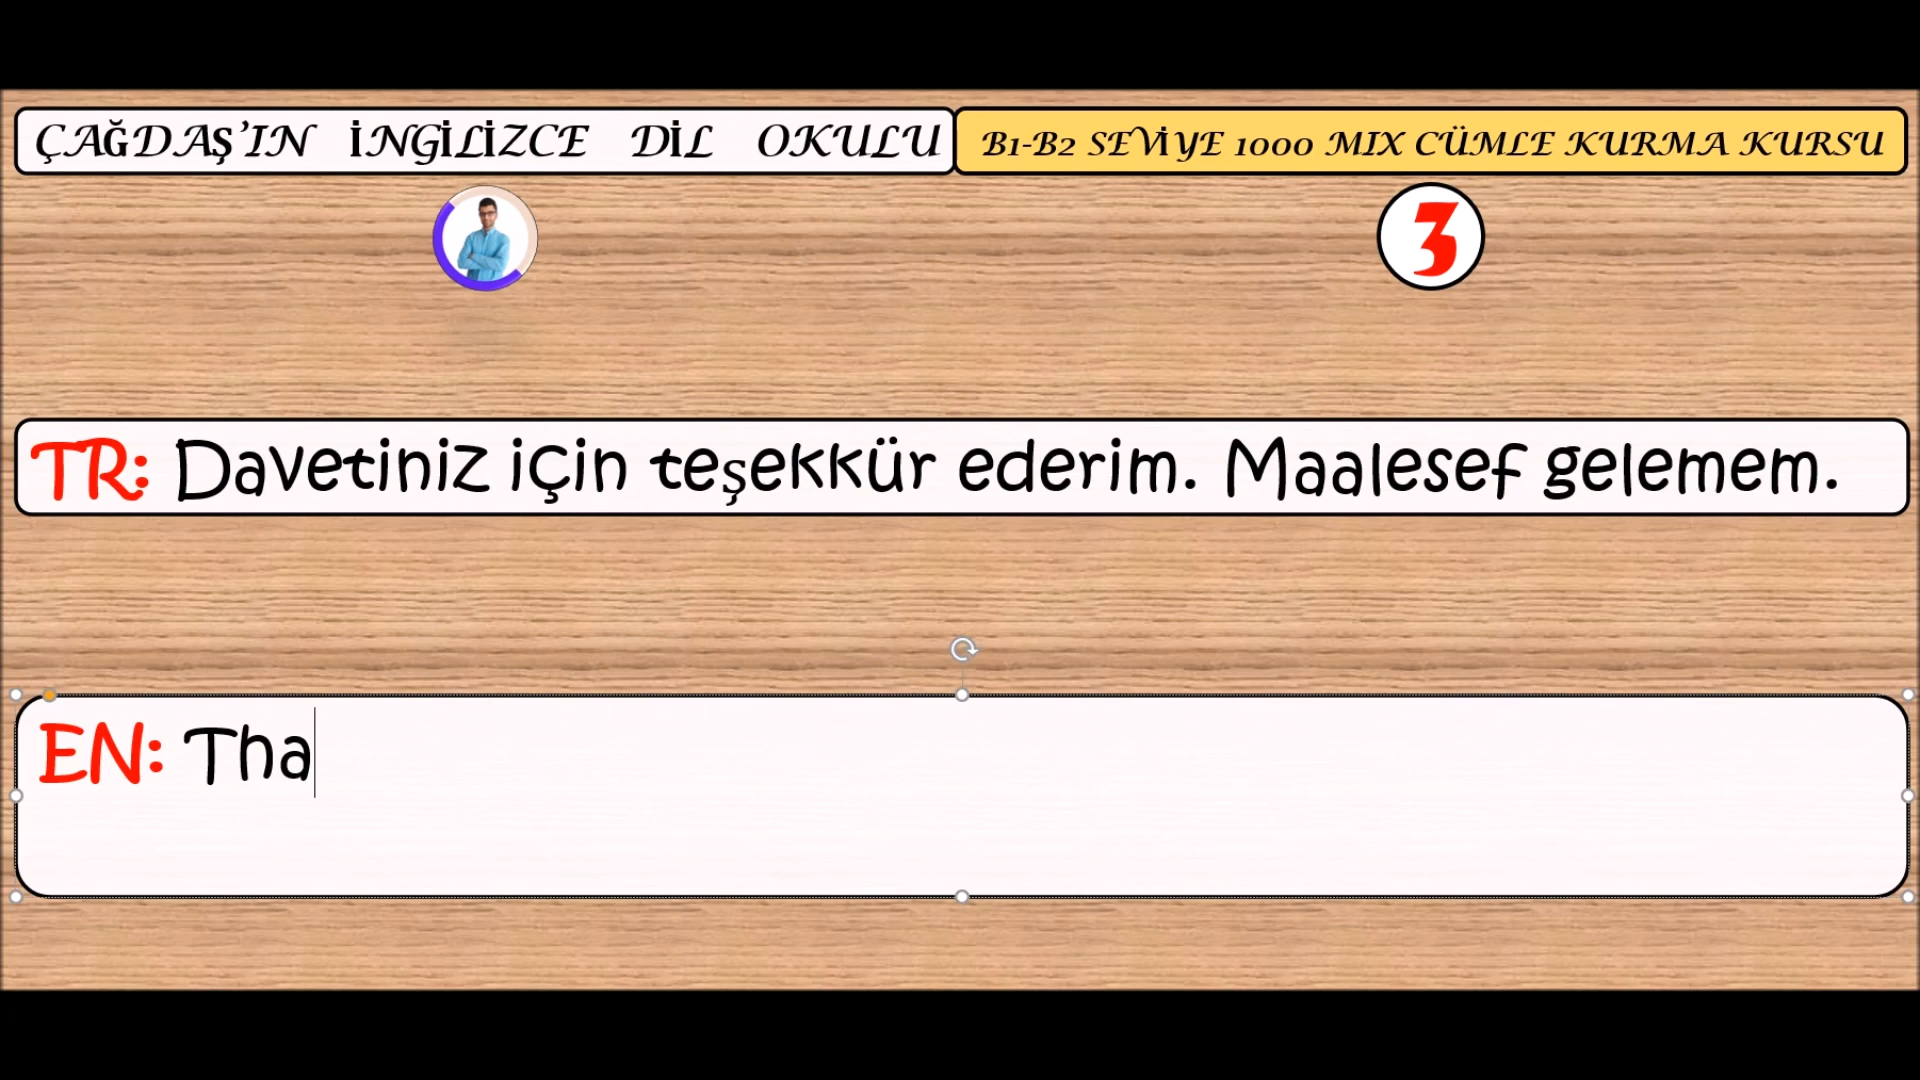 ÇAĞDAŞ'IN İNGİLİZCE DİL OKULU
B1-B2 SEVİYE 1000 MIX CÜMLE KURMA KURSU
3
TR: Davetiniz için teşekkür ederim. Maalesef gelemem.
EN: Tha